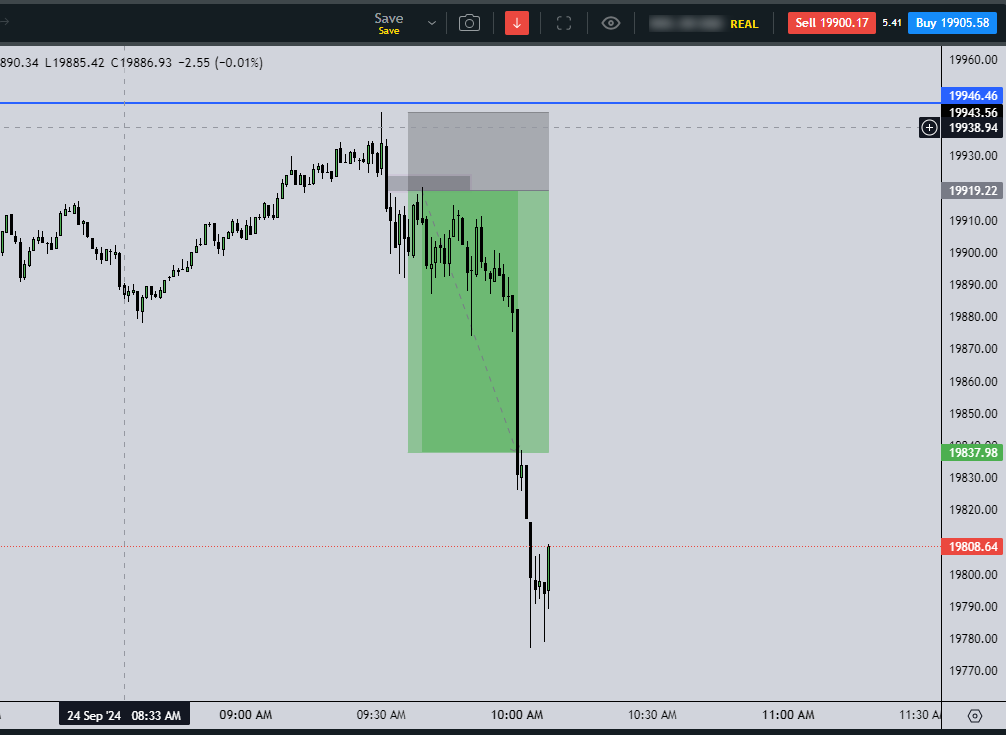 Save
Save
REAL
Sell 19900.17
5.41
Buy 19905.58
890.34 L19885.42 C19886.93 −2.55 (−0.01%)
19960.00
19946.46
19943.56
19938.94
19930.00
19919.22
19910.00
19900.00
19890.00
19880.00
19870.00
19860.00
19850.00
19837.98
19830.00
19820.00
19808.64
19800.00
19790.00
19780.00
19770.00
24 Sep '24 08:33 AM
09:00 AM
09:30 AM
10:00 AM
10:30 AM
11:00 AM
11:30 A